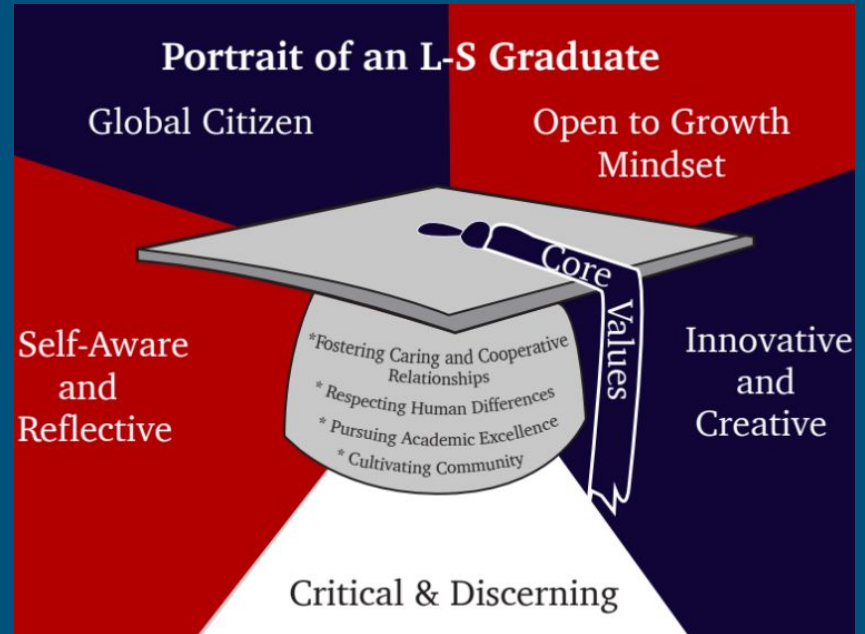 Portrait of an L-S Graduate
Global Citizen
Open to Growth
Mindset
Core Values
Self-Aware
and
Reflective
*Fostering Caring and Cooperative
Relationships
* Respecting Human Differences
* Pursuing Academic Excellence
* Cultivating Community
Innovative
and
Creative
Critical & Discerning